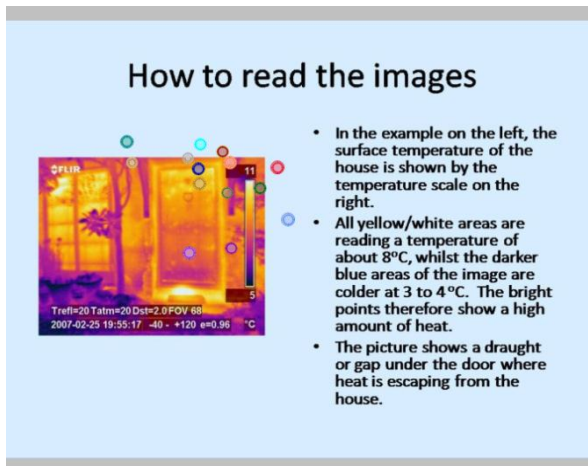 How to read the images
FLIR
11
5
Trefl=20 Tatm=20 Dst=2.0 FOV 68
2007-02-25 19:55:17 -40 - +120 e=0.96 °C
• In the example on the left, the
surface temperature of the
house is shown by the
temperature scale on the
right.
• All yellow/white areas are
reading a temperature of
about 8°C, whilst the darker
blue areas of the image are
colder at 3 to 4°C. The bright
points therefore show a high
amount of heat.
• The picture shows a draught
or gap under the door where
heat is escaping from the
house.